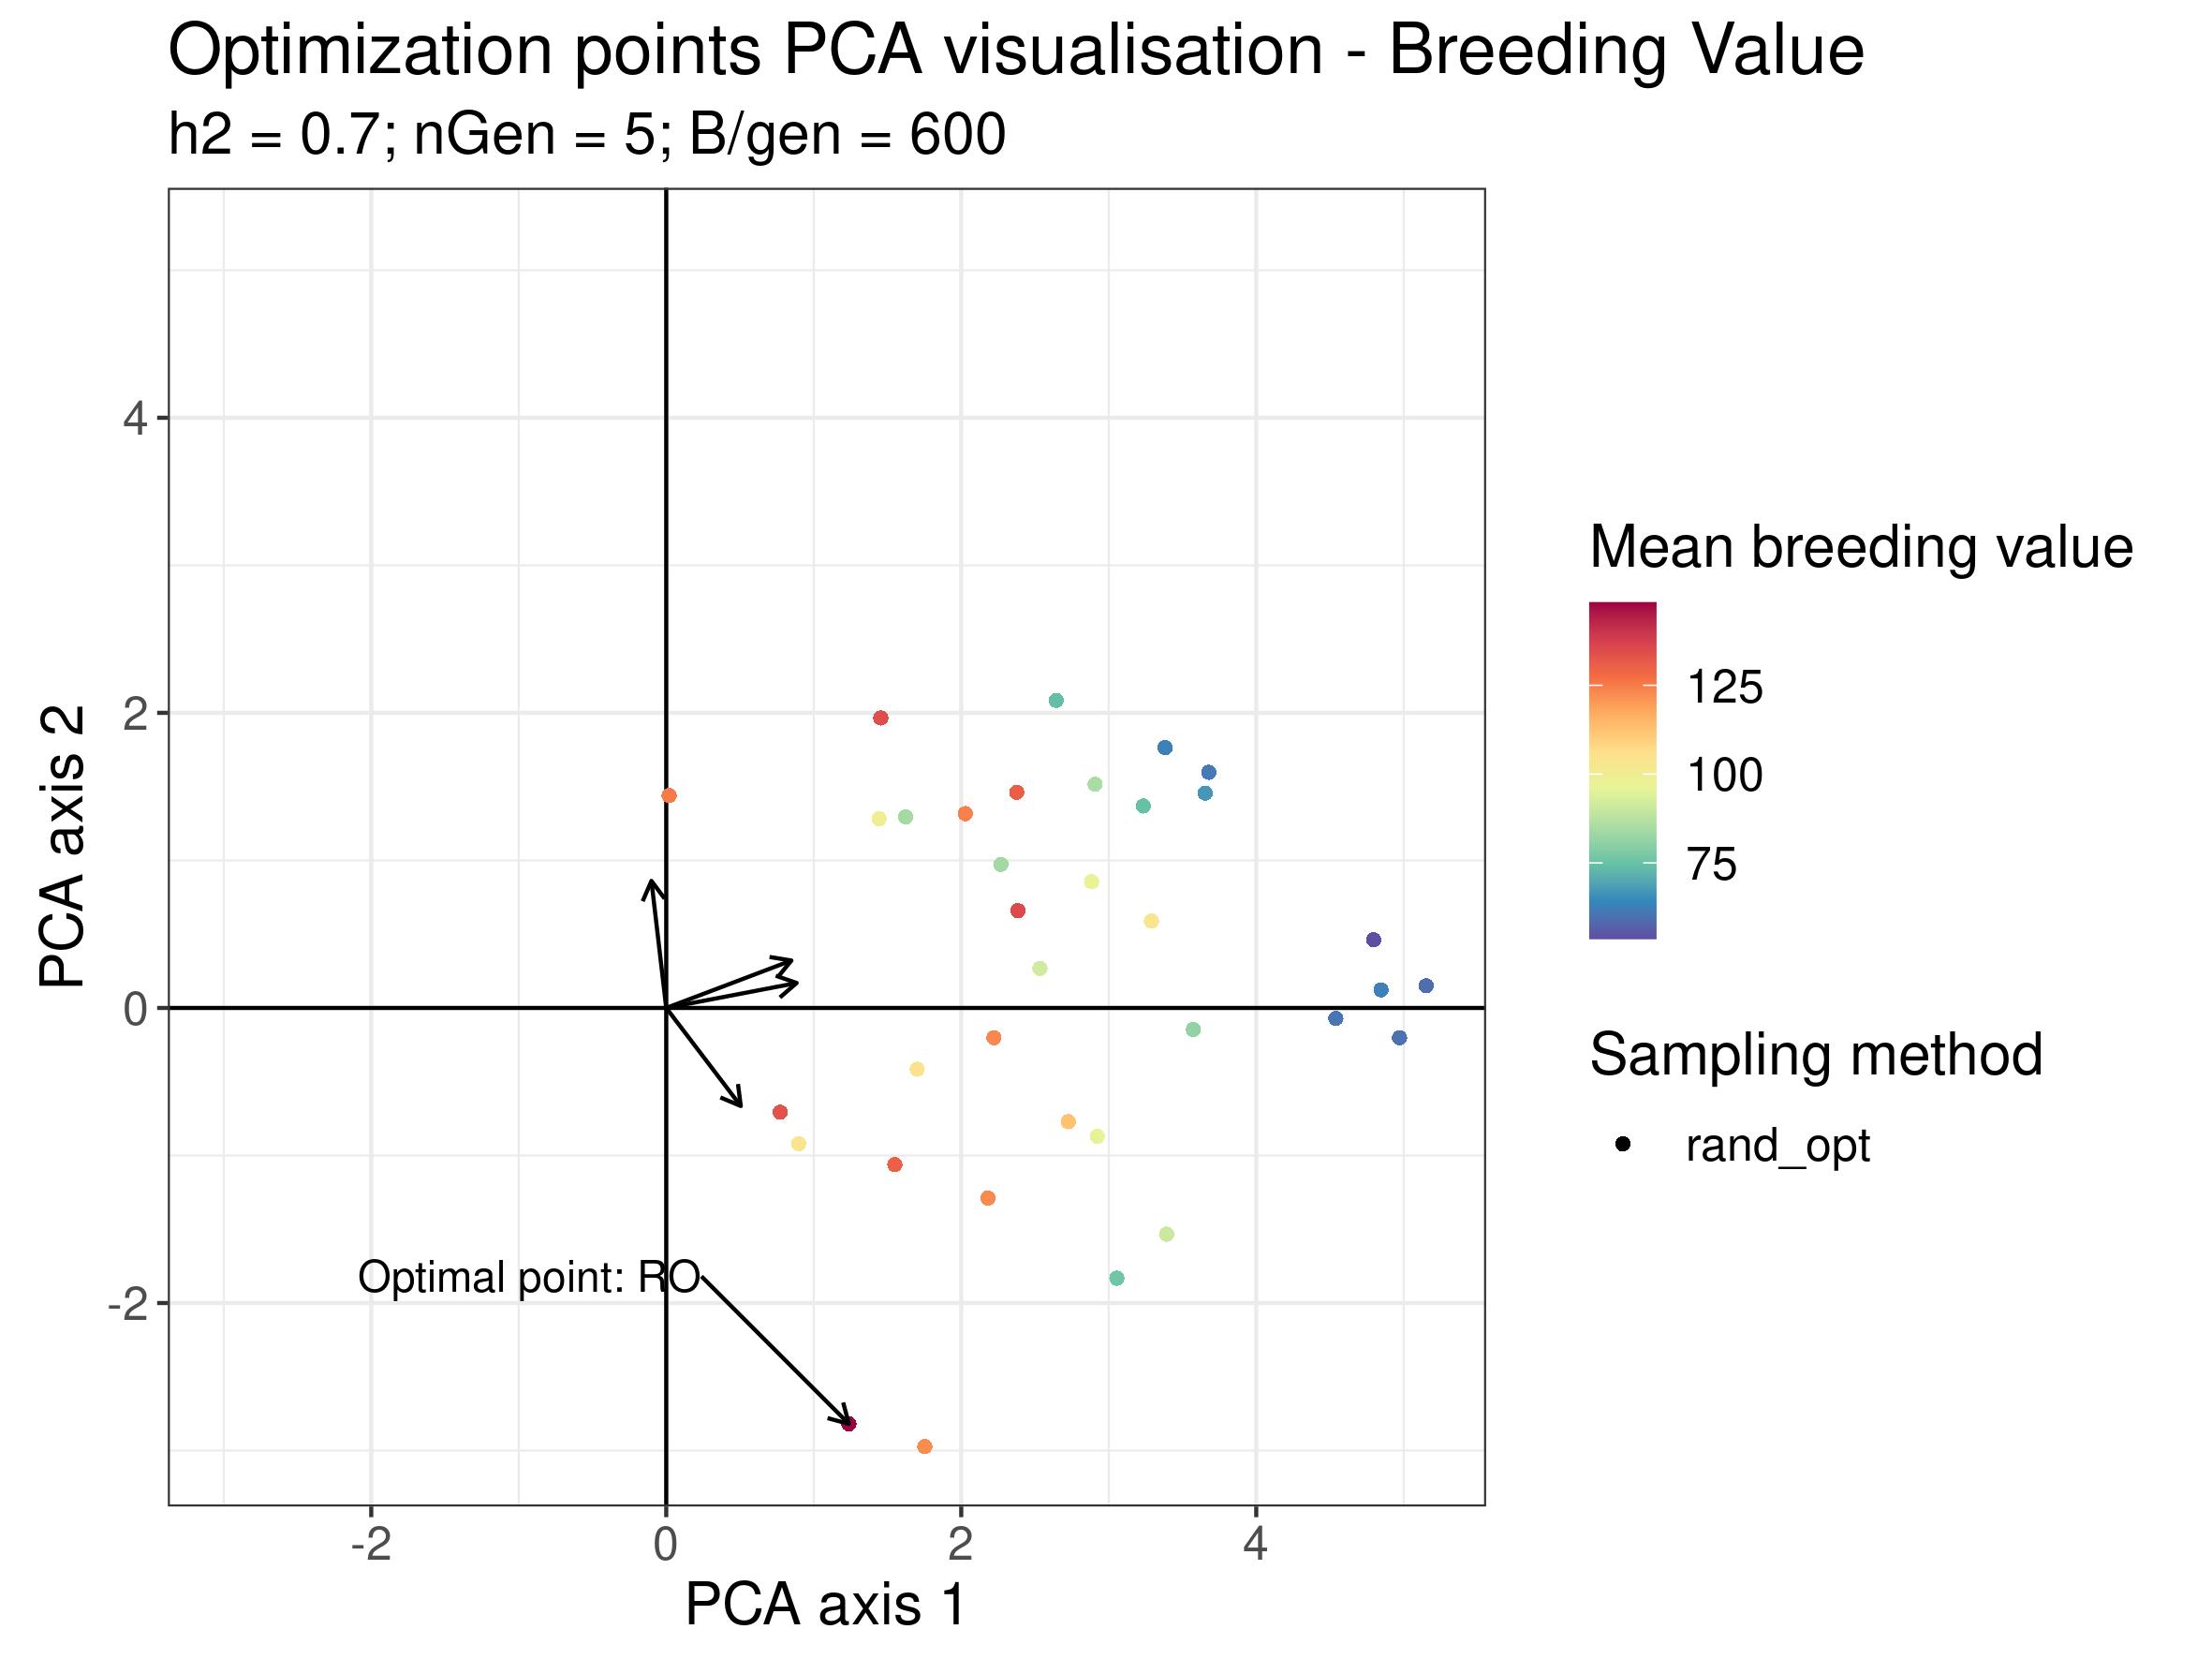 Optimization points PCA visualisation - Breeding Value
h2 = 0.7; nGen = 5; B/gen = 600
PCA axis 2
4
2
0
-2
Optimal point: RO
-2
0
2
4
PCA axis 1
Mean breeding value
125
100
75
Sampling method
rand_opt